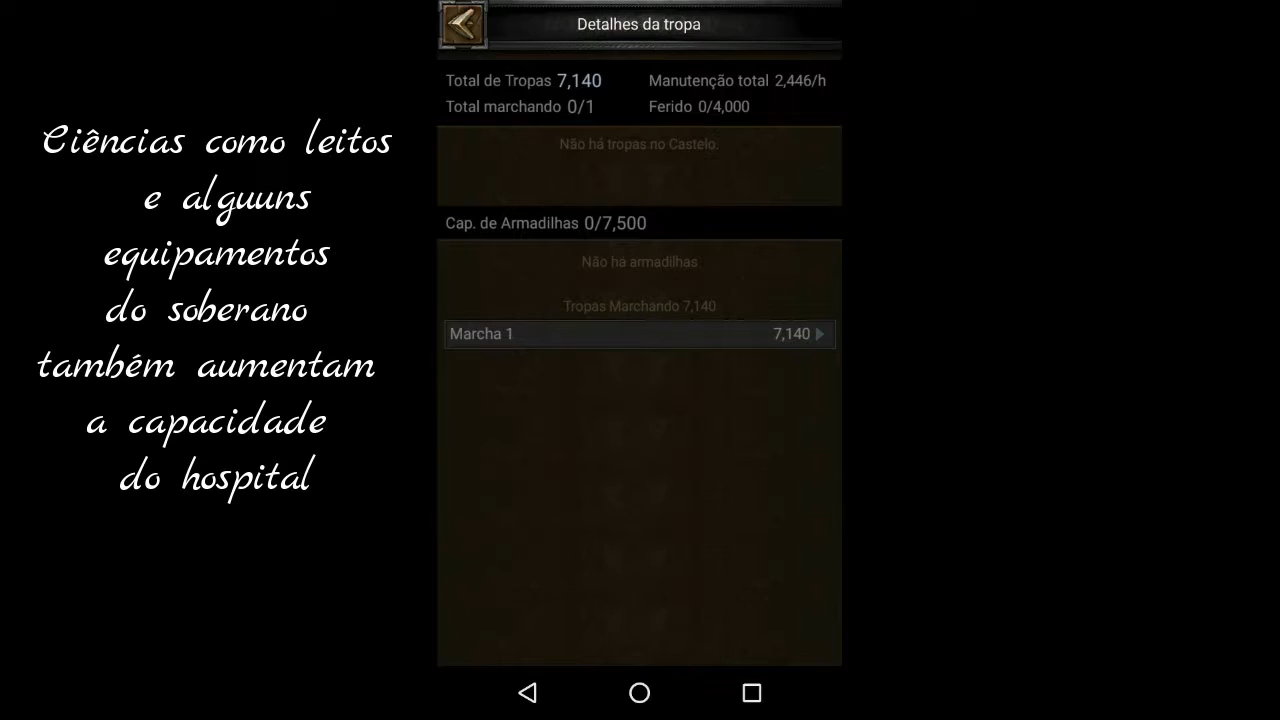 Ciências como leitos
e alguuns
equipamentos
do soberano
também aumentam
a capacidade
do hospital
Detalhes da tropa
Total de Tropas 7,140
Manutenção total 2,446/h
Total marchando 0/1
Ferido 0/4,000
Não há tropas no Castelo.
Cap. de Armadilhas 0/7,500
Não há armadilhas
Tropas Marchando 7,140
Marcha 1 7,140